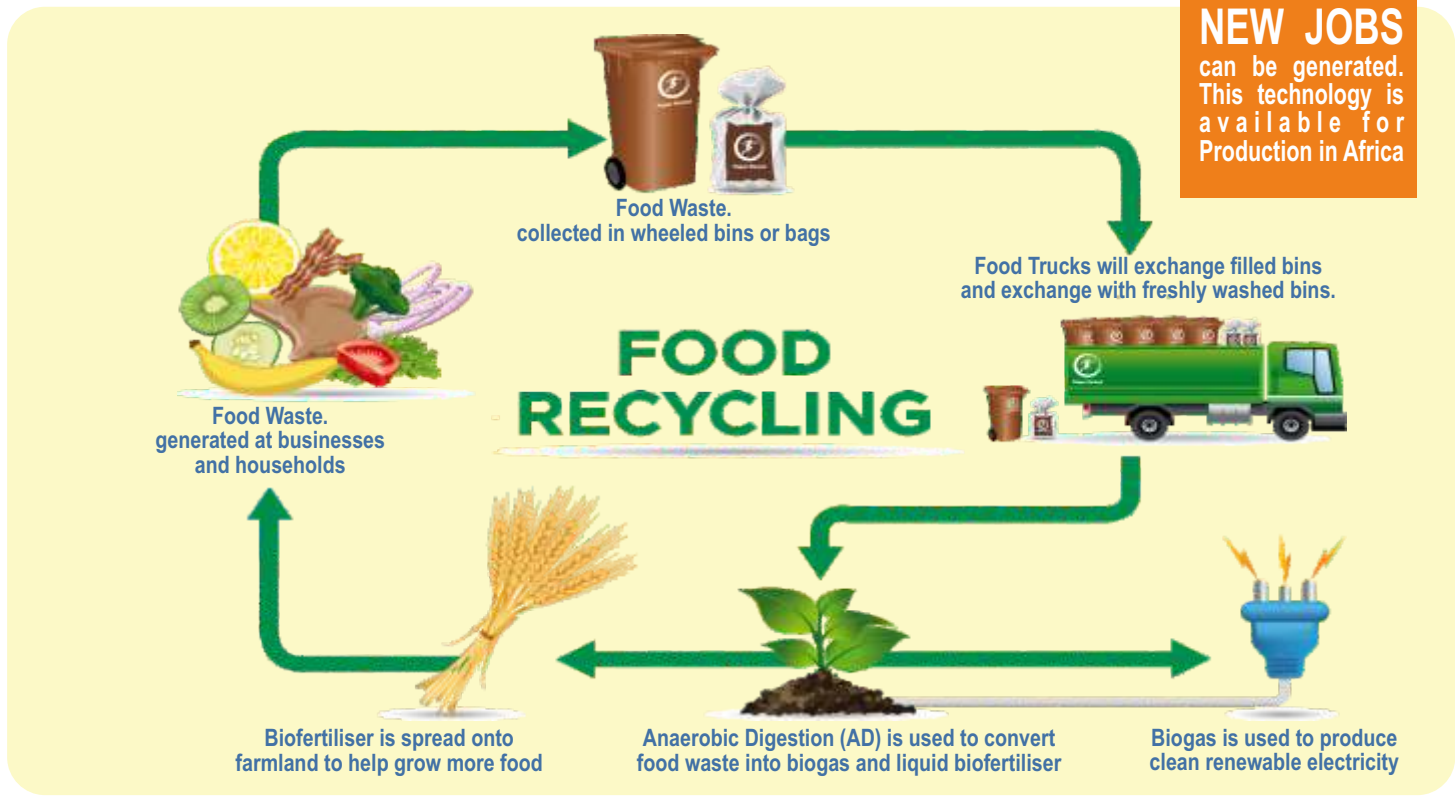 NEW JOBS
can be generated.
This technology is
available for
Production in Africa
Food Waste.
collected in wheeled bins or bags
Food Trucks will exchange filled bins
and exchange with freshly washed bins.
FOOD
RECYCLING
Food Waste.
generated at businesses
and households
Biofertiliser is spread onto
farmland to help grow more food
Anaerobic Digestion (AD) is used to convert
food waste into biogas and liquid biofertiliser
Biogas is used to produce
clean renewable electricity